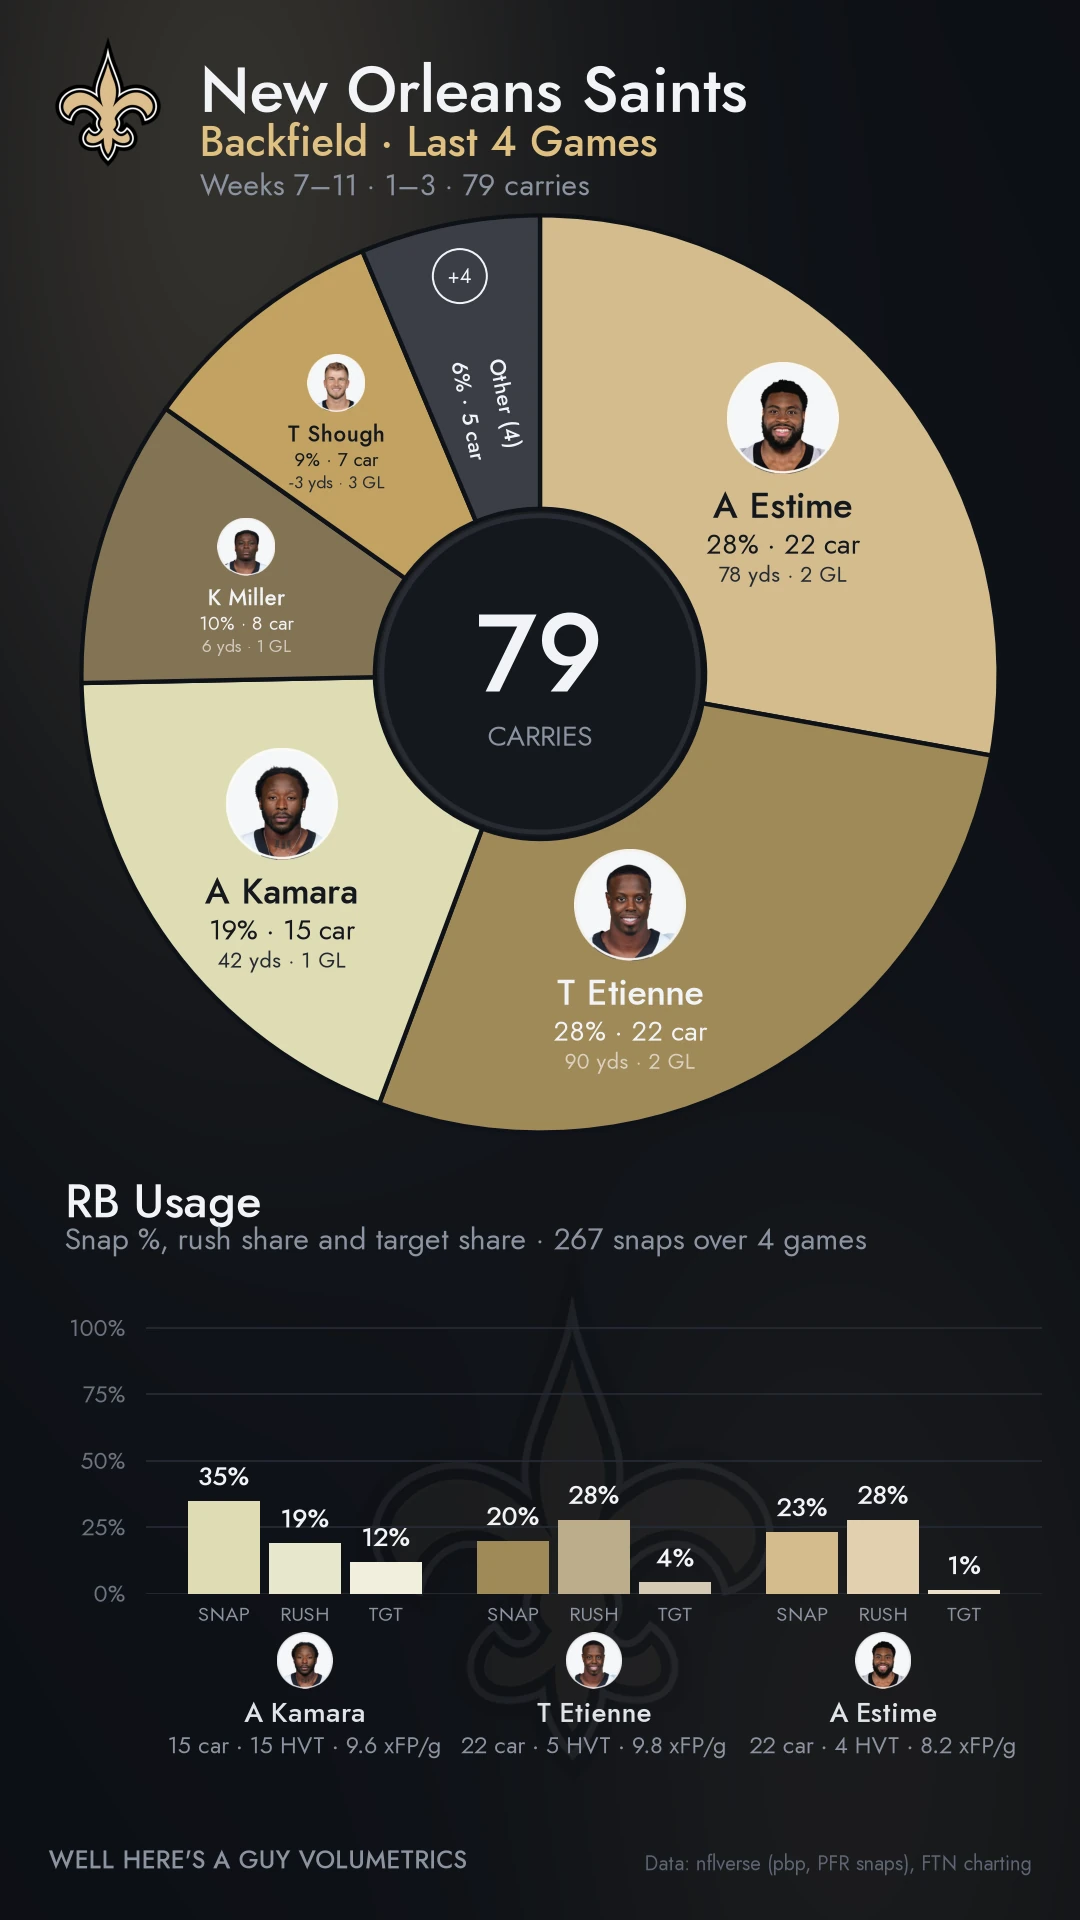 New Orleans Saints
Backfield · Last 4 Games
Weeks 7–11 · 1–3 · 79 carries
+4
Other (4)
6% · 5 car
A Estime
28% · 22 car
78 yds · 2 GL
T Shough
9% · 7 car
-3 yds · 3 GL
K Miller
10% · 8 car
6 yds · 1 GL
79
CARRIES
A Kamara
19% · 15 car
42 yds · 1 GL
T Etienne
28% · 22 car
90 yds · 2 GL
RB Usage
Snap %, rush share and target share · 267 snaps over 4 games
100%
75%
50%
25%
0%
35%
19%
12%
20%
28%
4%
23%
28%
1%
SNAP RUSH TGT SNAP RUSH TGT SNAP RUSH TGT
A Kamara T Etienne A Estime
15 car · 15 HVT · 9.6 xFP/g 22 car · 5 HVT · 9.8 xFP/g 22 car · 4 HVT · 8.2 xFP/g
WELL HERE'S A GUY VOLUMETRICS
Data: nflverse (pbp, PFR snaps), FTN charting